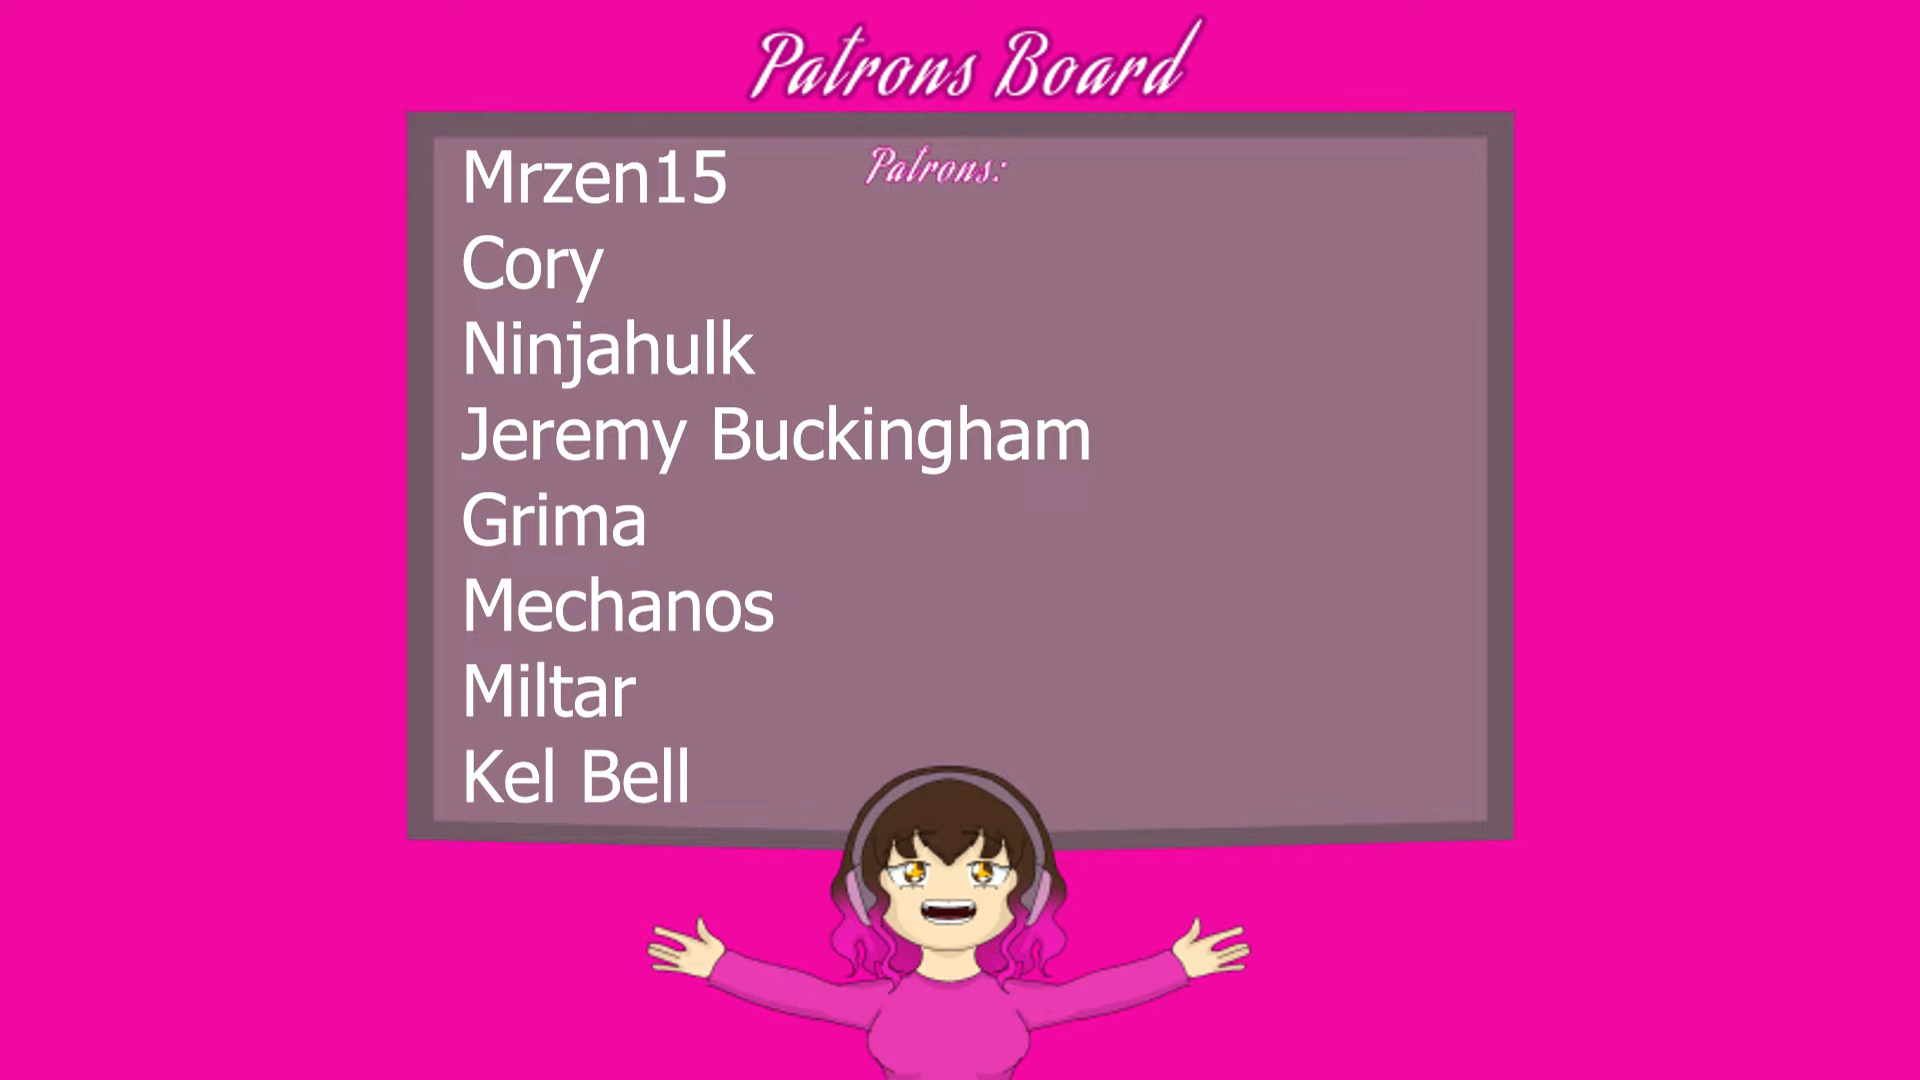 Patrons Board
Patrons:
Mrzen15
Cory
Ninjahulk
Jeremy Buckingham
Grima
Mechanos
Miltar
Kel Bell